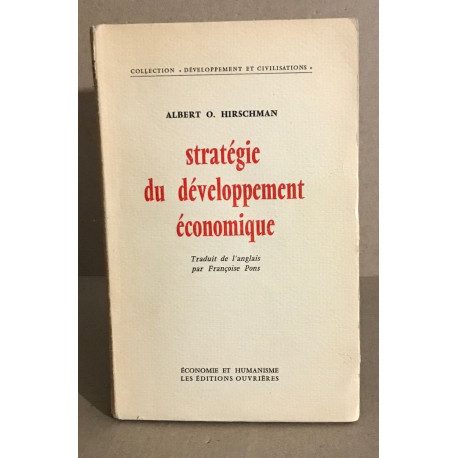 COLLECTION « DÉVELOPPEMENT ET CIVILISATIONS »
ALBERT O. HIRSCHMAN
stratégie
du développement
économique
Traduit de l'anglais
par Françoise Pons
ÉCONOMIE ET HUMANISME
LES ÉDITIONS OUVRIÈRES